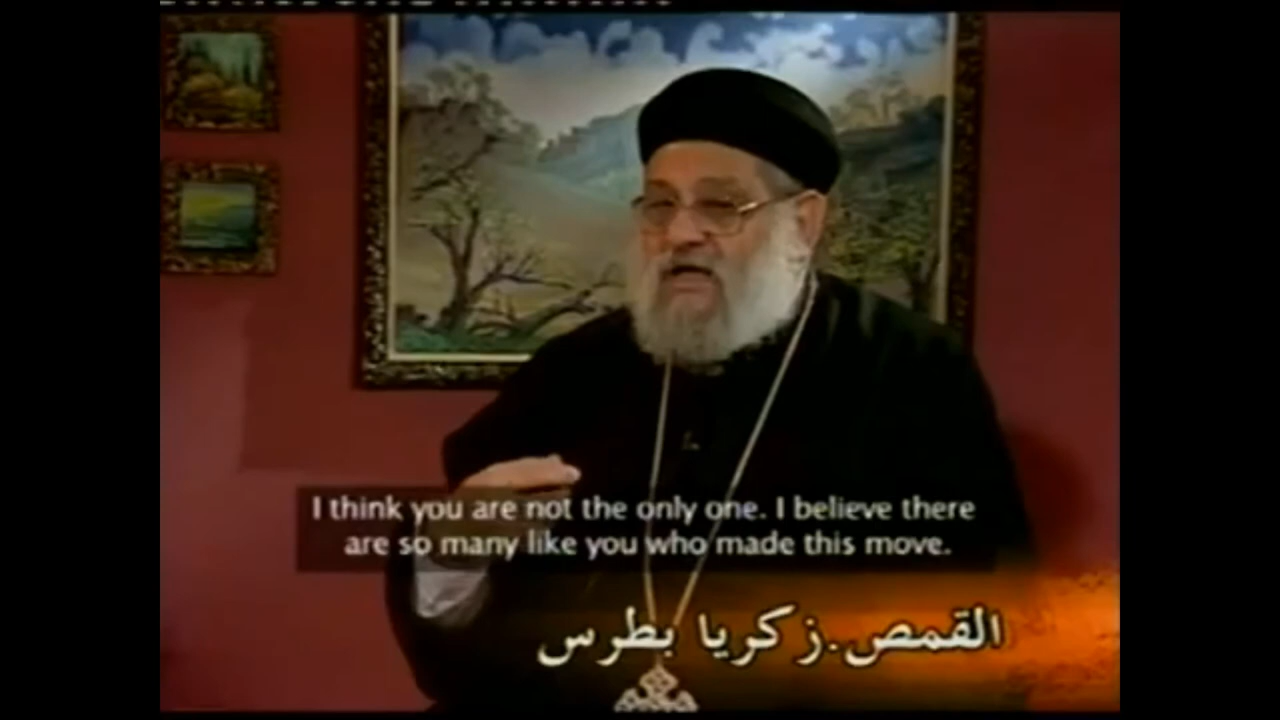 I think you are not the only one. I believe there
are so many like you who made this move.
القمص.زكريا بطرس